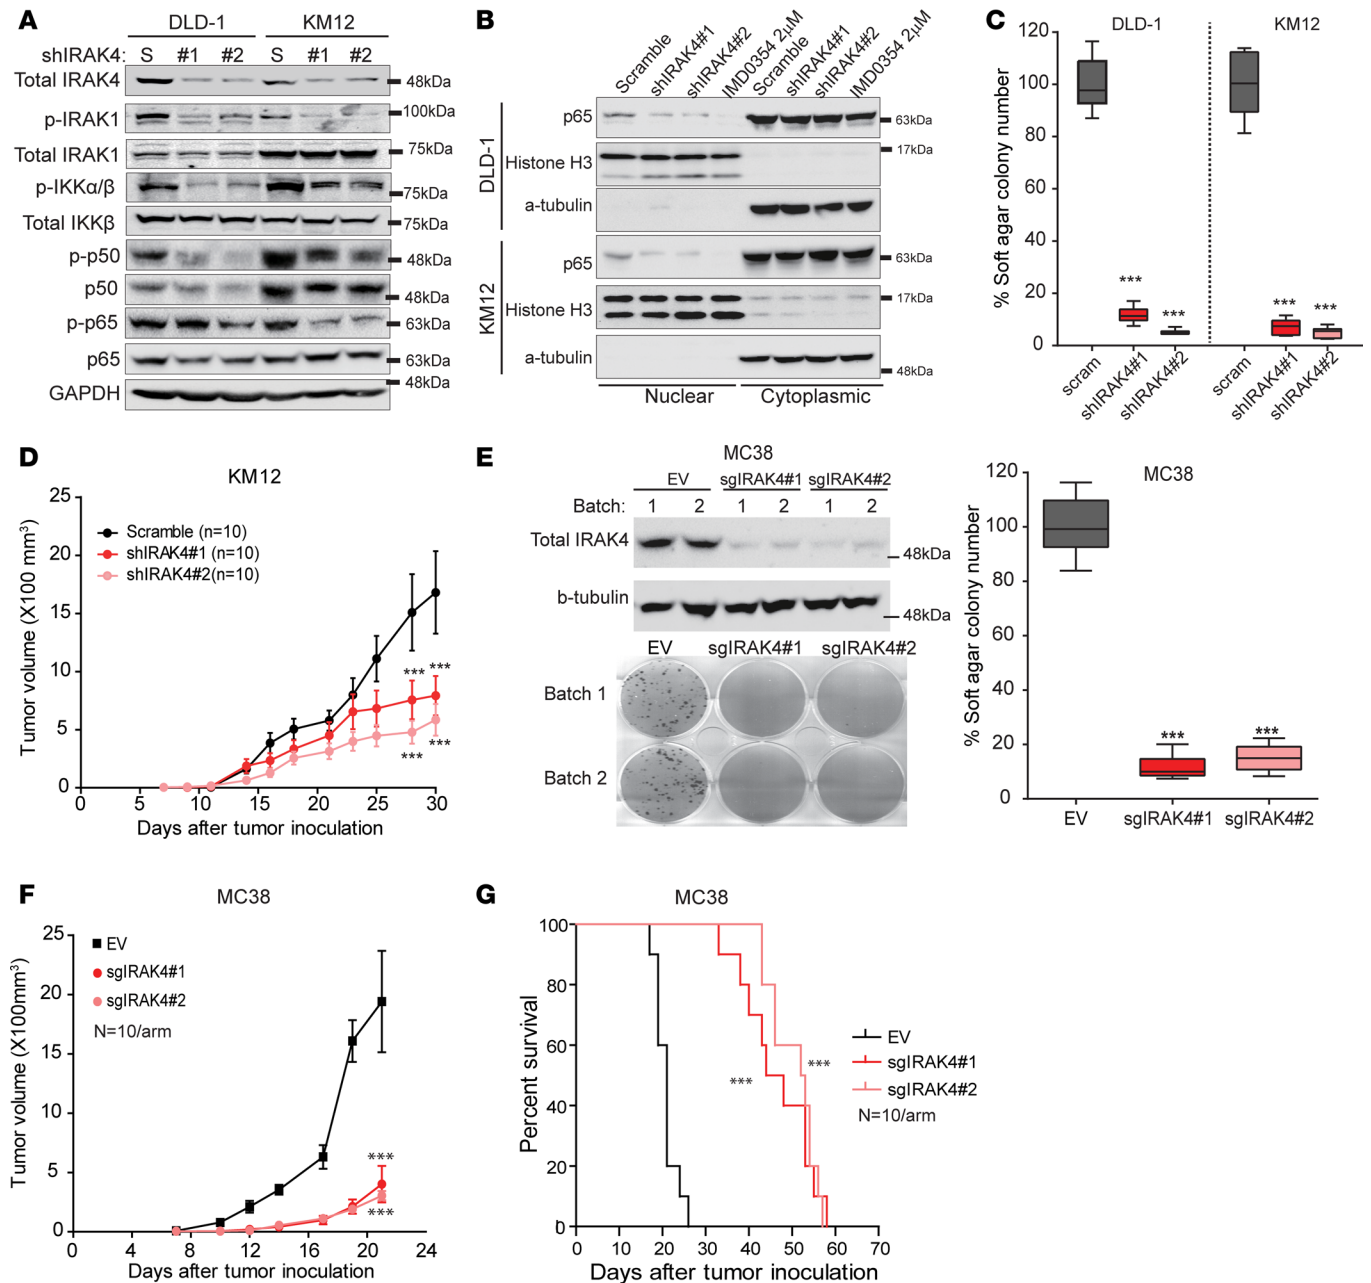 A
DLD-1 KM12
shIRAK4: S #1 #2 S #1 #2
Total IRAK4 48kDa
p-IRAK1 100kDa
Total IRAK1 75kDa
p-IKKα/β 75kDa
Total IKKβ 75kDa
p-p50 48kDa
p50 48kDa
p-p65 63kDa
p65 63kDa
GAPDH 48kDa
B
Scramble shIRAK4#1 shIRAK4#2 IMD0354 2μM Scramble shIRAK4#1 shIRAK4#2 IMD0354 2μM
DLD-1
p65 63kDa
Histone H3 17kDa
a-tubulin
KM12
p65 63kDa
Histone H3 17kDa
a-tubulin 48kDa
Nuclear Cytoplasmic
C
DLD-1 KM12
% Soft agar colony number
120
100
80
60
40
20
0
*** *** *** ***
scram shIRAK4#1 shIRAK4#2 scram shIRAK4#1 shIRAK4#2
D
KM12
Tumor volume (X100 mm³)
25
20
15
10
5
0
Scramble (n=10)
shIRAK4#1 (n=10)
shIRAK4#2(n=10)
*** ***
*** ***
0 5 10 15 20 25 30
Days after tumor inoculation
E
MC38
EV sgIRAK4#1 sgIRAK4#2
Batch: 1 2 1 2 1 2
Total IRAK4 48kDa
b-tubulin 48kDa
EV sgIRAK4#1 sgIRAK4#2
Batch 1
Batch 2
MC38
% Soft agar colony number
120
100
80
60
40
20
0
*** ***
EV sgIRAK4#1 sgIRAK4#2
F
MC38
Tumor volume (X100mm³)
25
20
15
10
5
0
EV
sgIRAK4#1
sgIRAK4#2
N=10/arm
***
***
0 4 8 12 16 20 24
Days after tumor inoculation
G
MC38
Percent survival
100
80
60
40
20
0
EV
sgIRAK4#1
sgIRAK4#2
N=10/arm
*** ***
0 10 20 30 40 50 60 70
Days after tumor inoculation